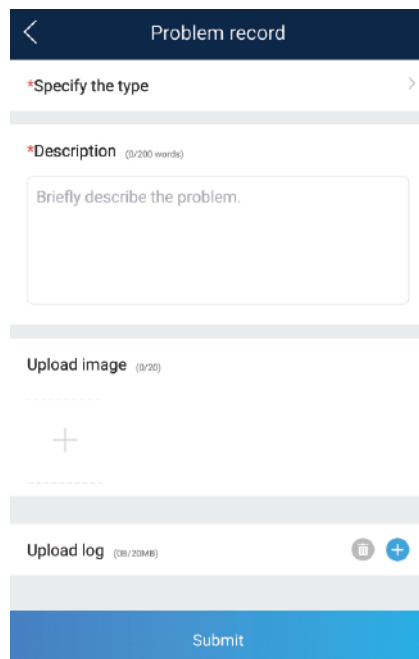 Problem record
*Specify the type
*Description (0/200 words)
Briefly describe the problem.
Upload image (0/20)
Upload log (0B/20MB)
Submit